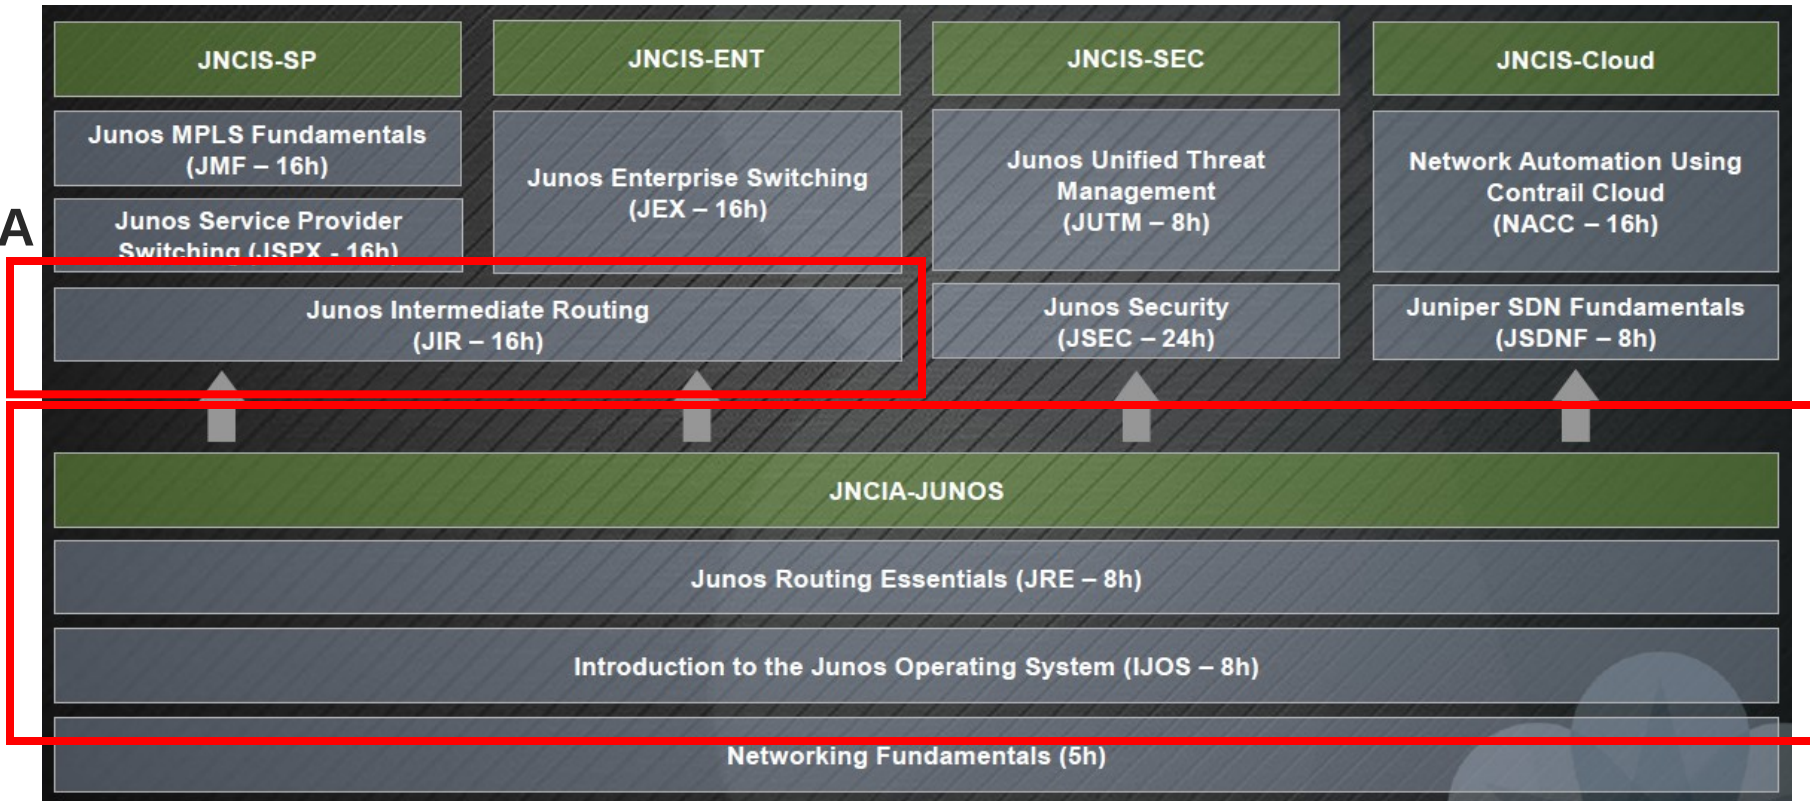 JNCIS-SP
Junos MPLS Fundamentals
(JMF – 16h)
Junos Service Provider
Switching (JSPX - 16h)
JNCIS-ENT
Junos Enterprise Switching
(JEX – 16h)
Junos Intermediate Routing
(JIR – 16h)
JNCIS-SEC
Junos Unified Threat
Management
(JUTM – 8h)
Junos Security
(JSEC – 24h)
JNCIS-Cloud
Network Automation Using
Contrail Cloud
(NACC – 16h)
Juniper SDN Fundamentals
(JSDNF – 8h)
A
JNCIA-JUNOS
Junos Routing Essentials (JRE – 8h)
Introduction to the Junos Operating System (IJOS – 8h)
Networking Fundamentals (5h)